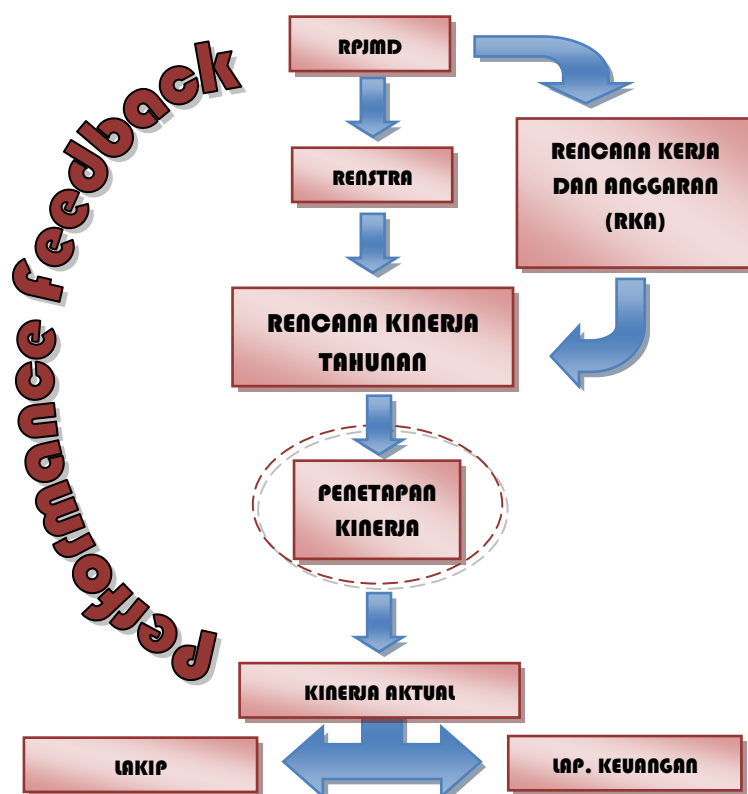 RPJMD
RENCANA KERJA
DAN ANGGARAN
(RKA)
RENSTRA
RENCANA KINERJA
TAHUNAN
PENETAPAN
KINERJA
KINERJA AKTUAL
LAKIP
LAP. KEUANGAN
performance feedback